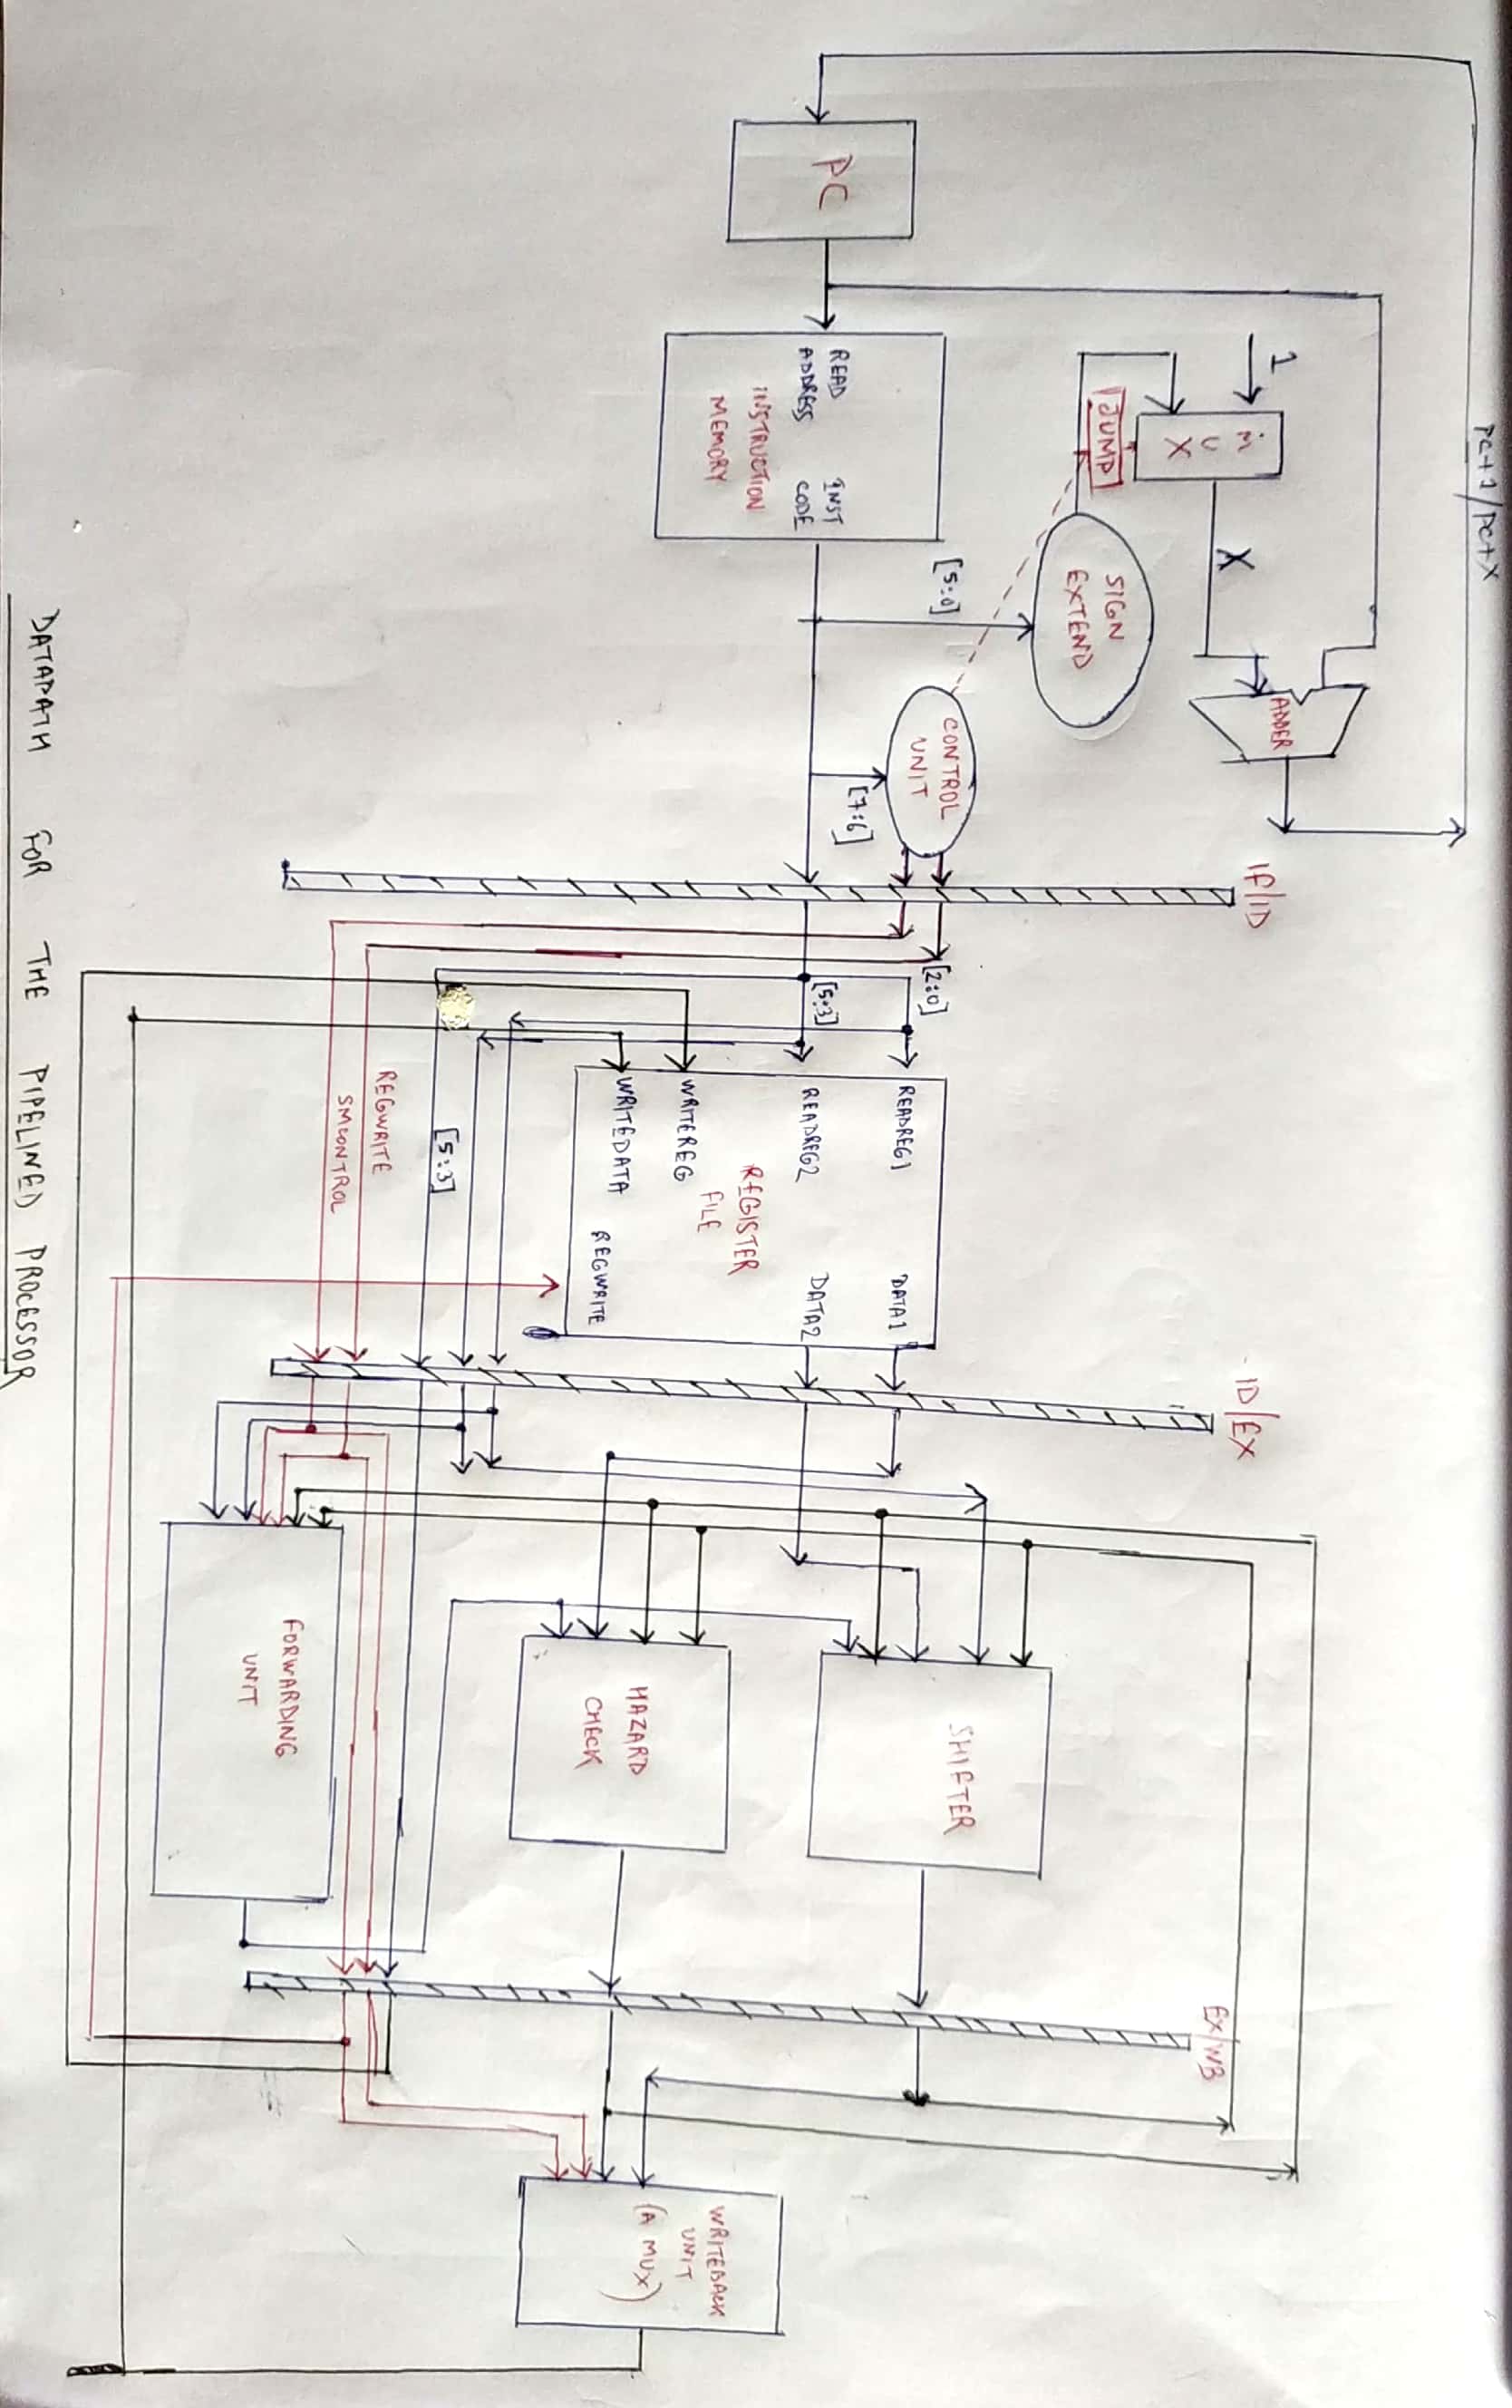 PC+1/PC+X
1
MUX
X
ADDER
JUMP
SIGN
EXTEND
IF/ID
ID/EX
EX/WB
[5:0]
CONTROL
UNIT
[7:6]
PC
READ
ADDRESS
INST
CODE
INSTRUCTION
MEMORY
[2:0]
[5:3]
READREG1
DATA1
READREG2
DATA2
REGISTER
FILE
WRITEREG
WRITEDATA
REGWRITE
[5:3]
REGWRITE
SMCONTROL
SHIFTER
HAZARD
CHECK
FORWARDING
UNIT
WRITEBACK
UNIT
(A MUX)
DATAPATH FOR THE PIPELINED PROCESSOR